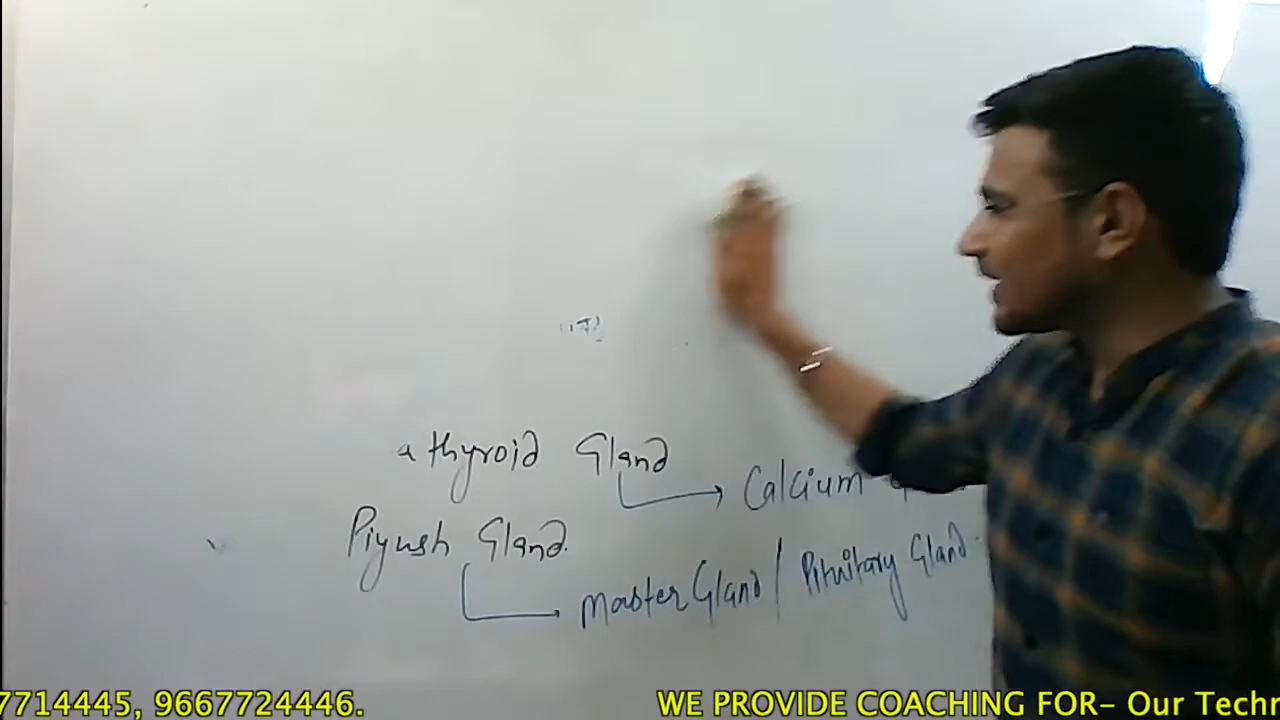 a thyroid Gland
Calcium
Piyush Gland.
Master Gland / Pituitary Gland.
7714445, 9667724446. WE PROVIDE COACHING FOR- Our Techn